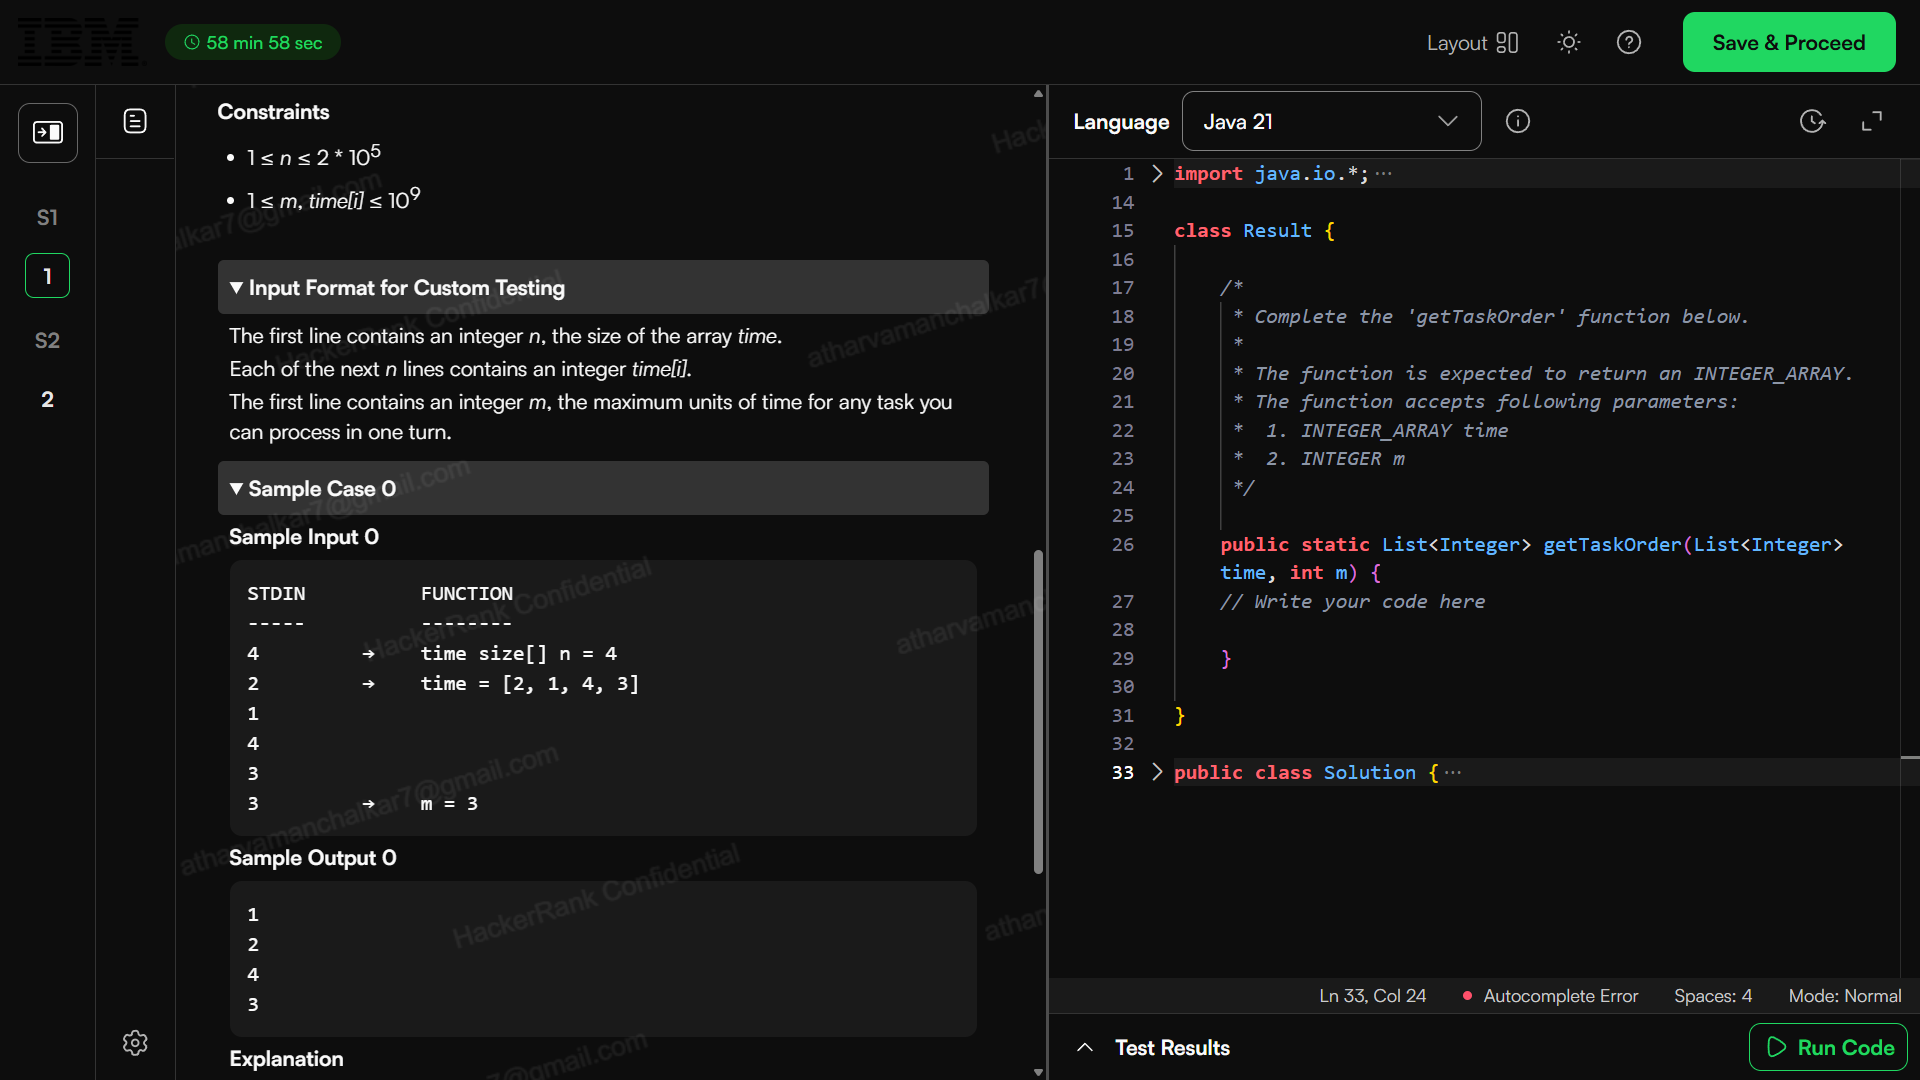 IBM
58 min 58 sec
Layout
Save & Proceed
S1
1
S2
2
Constraints
• 1 ≤ n ≤ 2 * 10^5
• 1 ≤ m, time[i] ≤ 10^9
▼ Input Format for Custom Testing
The first line contains an integer n, the size of the array time.
Each of the next n lines contains an integer time[i].
The first line contains an integer m, the maximum units of time for any task you
can process in one turn.
▼ Sample Case 0
Sample Input 0
STDIN FUNCTION
----- --------
4 → time size[] n = 4
2 → time = [2, 1, 4, 3]
1
4
3
3 → m = 3
Sample Output 0
1
2
4
3
Explanation
HackerRank Confidential
atharvamanchalkar7@gmail.com
Language Java 21
1 import java.io.*; ···
14
15 class Result {
16
17 /*
18 * Complete the 'getTaskOrder' function below.
19 *
20 * The function is expected to return an INTEGER_ARRAY.
21 * The function accepts following parameters:
22 * 1. INTEGER_ARRAY time
23 * 2. INTEGER m
24 */
25
26 public static List<Integer> getTaskOrder(List<Integer>
time, int m) {
27 // Write your code here
28
29 }
30
31 }
32
33 public class Solution { ···
Ln 33, Col 24 Autocomplete Error Spaces: 4 Mode: Normal
Test Results
Run Code